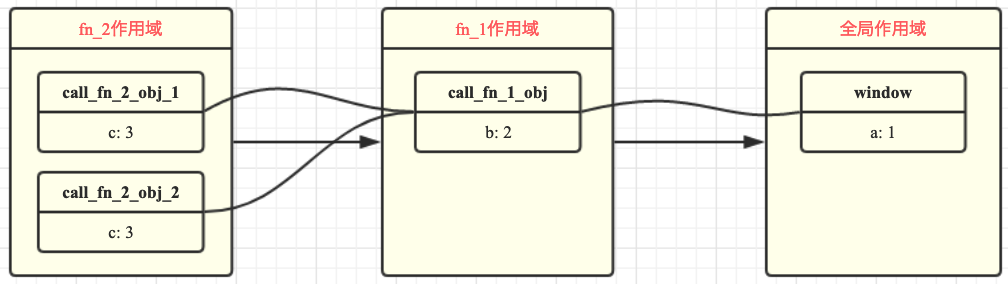 fn_2作用域
call_fn_2_obj_1
c: 3
call_fn_2_obj_2
c: 3
fn_1作用域
call_fn_1_obj
b: 2
全局作用域
window
a: 1